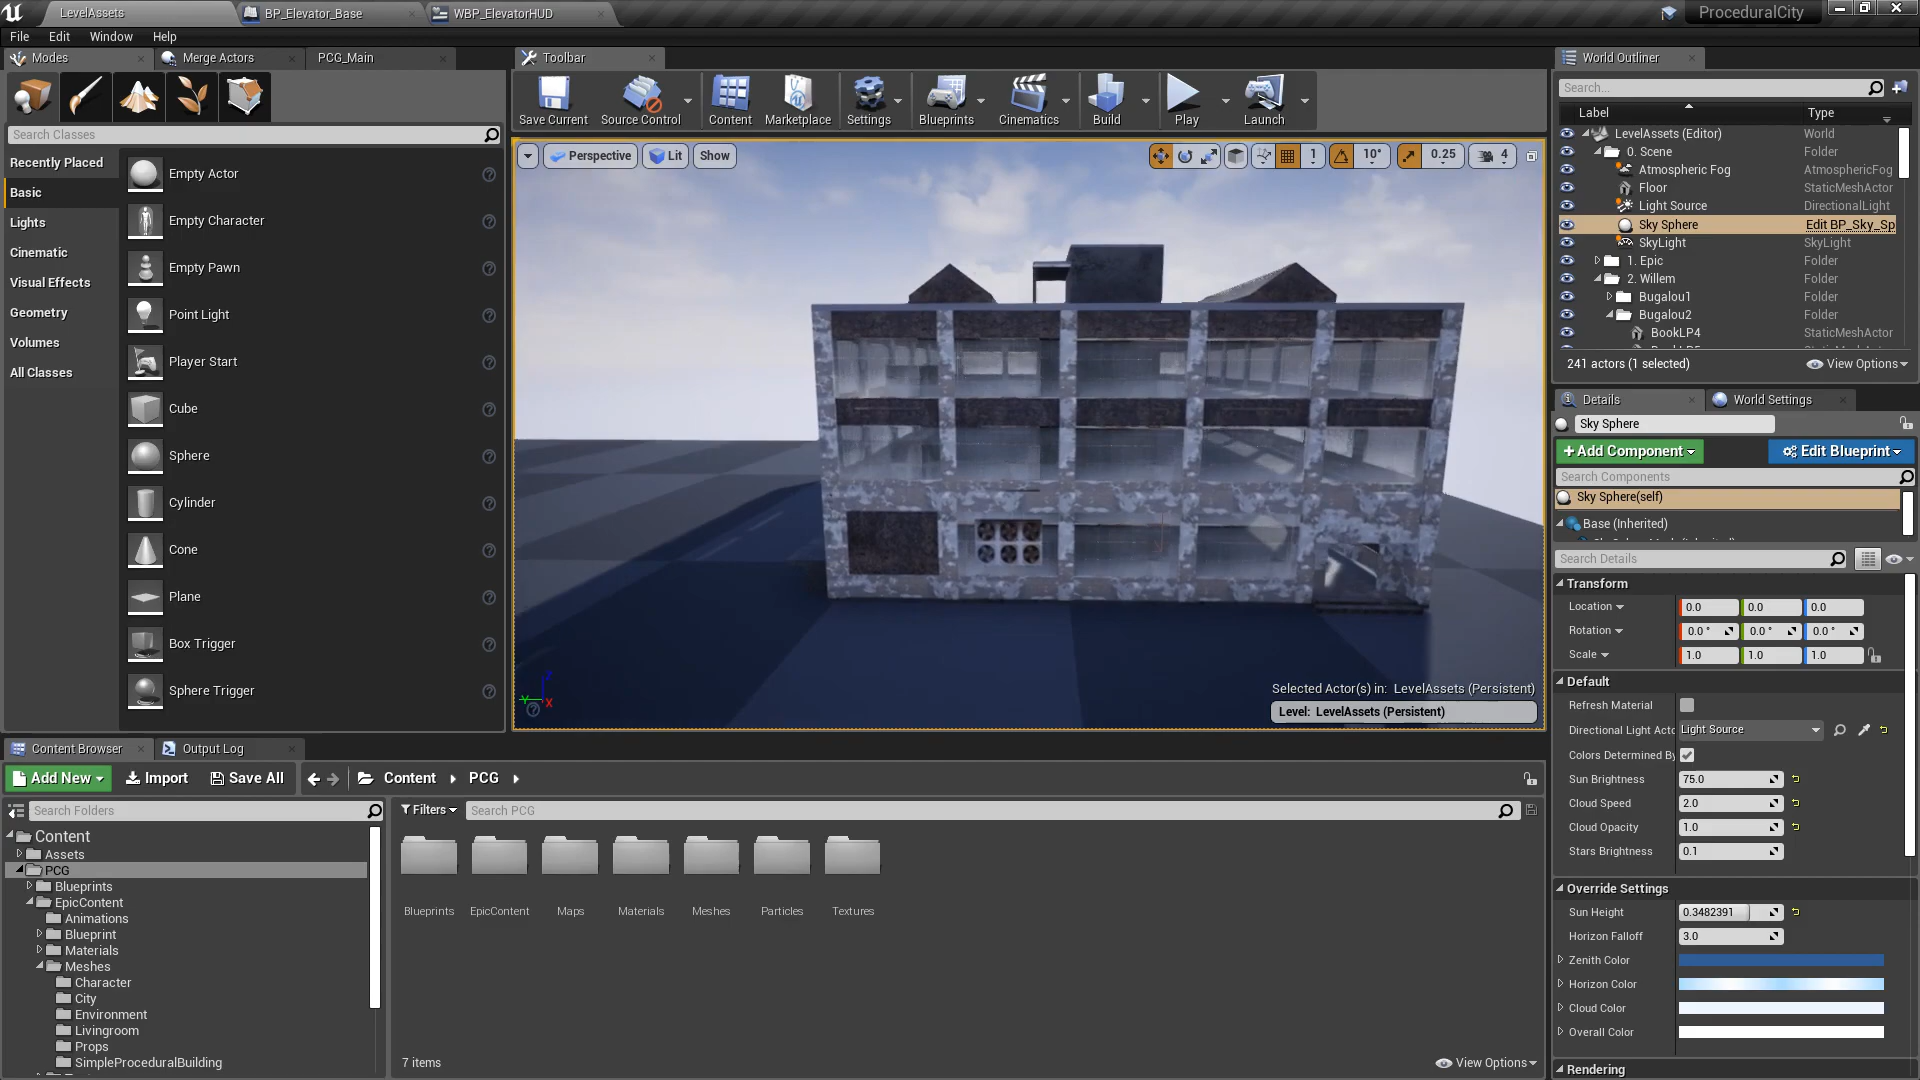 LevelAssets
BP_Elevator_Base
WBP_ElevatorHUD
ProceduralCity
File Edit Window Help
Modes
Merge Actors
PCG_Main
Search Classes
Recently Placed
Basic
Lights
Cinematic
Visual Effects
Geometry
Volumes
All Classes
Empty Actor
Empty Character
Empty Pawn
Point Light
Player Start
Cube
Sphere
Cylinder
Cone
Plane
Box Trigger
Sphere Trigger
Toolbar
Save Current
Source Control
Content
Marketplace
Settings
Blueprints
Cinematics
Build
Play
Launch
Perspective
Lit
Show
1
10°
0.25
4
Selected Actor(s) in: LevelAssets (Persistent)
Level: LevelAssets (Persistent)
World Outliner
Search...
Label Type
LevelAssets (Editor) World
0. Scene Folder
Atmospheric Fog AtmosphericFog
Floor StaticMeshActor
Light Source DirectionalLight
Sky Sphere Edit BP_Sky_Sp
SkyLight SkyLight
1. Epic Folder
2. Willem Folder
Bugalou1 Folder
Bugalou2 Folder
BookLP4 StaticMeshActor
241 actors (1 selected)
View Options
Details
World Settings
Sky Sphere
Add Component
Edit Blueprint
Search Components
Sky Sphere(self)
Base (Inherited)
Search Details
Transform
Location 0.0 0.0 0.0
Rotation 0.0 ° 0.0 ° 0.0 °
Scale 1.0 1.0 1.0
Default
Refresh Material
Directional Light Acto Light Source
Colors Determined By
Sun Brightness 75.0
Cloud Speed 2.0
Cloud Opacity 1.0
Stars Brightness 0.1
Override Settings
Sun Height 0.3482391
Horizon Falloff 3.0
Zenith Color
Horizon Color
Cloud Color
Overall Color
Rendering
Content Browser
Output Log
Add New
Import
Save All
Content
PCG
Search Folders
Content
Assets
PCG
Blueprints
EpicContent
Animations
Blueprint
Materials
Meshes
Character
City
Environment
Livingroom
Props
SimpleProceduralBuilding
Filters
Search PCG
Blueprints
EpicContent
Maps
Materials
Meshes
Particles
Textures
7 items
View Options